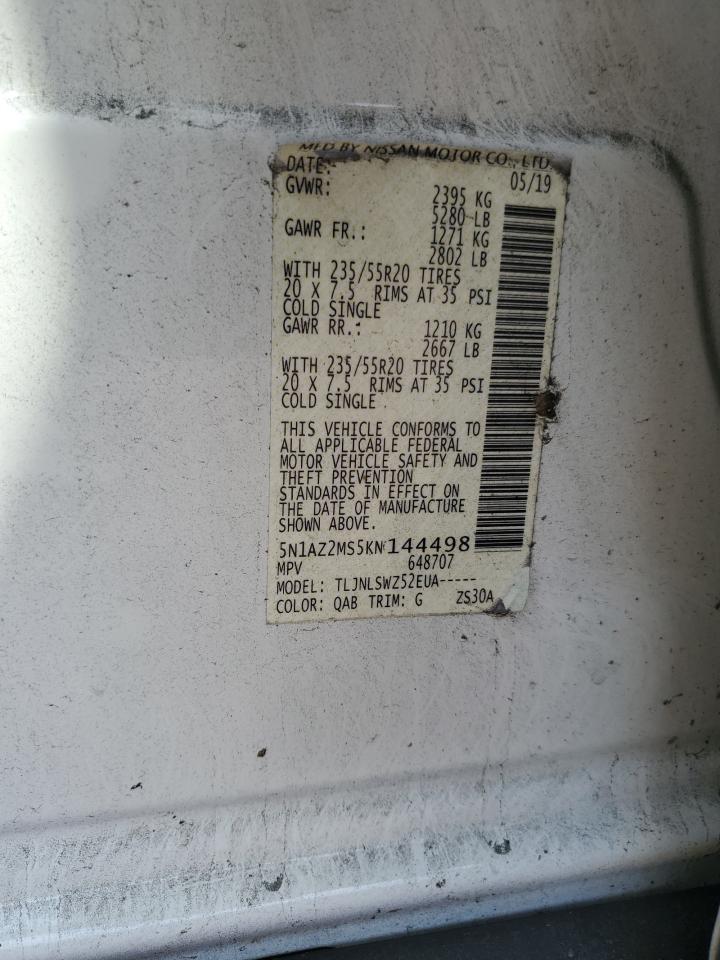 MFD BY NISSAN MOTOR CO., LTD.
DATE: 05/19
GVWR: 2395 KG
5280 LB
GAWR FR.: 1271 KG
2802 LB
WITH 235/55R20 TIRES
20 X 7.5 RIMS AT 35 PSI
COLD SINGLE
GAWR RR.: 1210 KG
2667 LB
WITH 235/55R20 TIRES
20 X 7.5 RIMS AT 35 PSI
COLD SINGLE
THIS VEHICLE CONFORMS TO
ALL APPLICABLE FEDERAL
MOTOR VEHICLE SAFETY AND
THEFT PREVENTION
STANDARDS IN EFFECT ON
THE DATE OF MANUFACTURE
SHOWN ABOVE.
5N1AZ2MS5KN144498
MPV 648707
MODEL: TLJNLSWZ52EUA-----
COLOR: QAB TRIM: G ZS30A